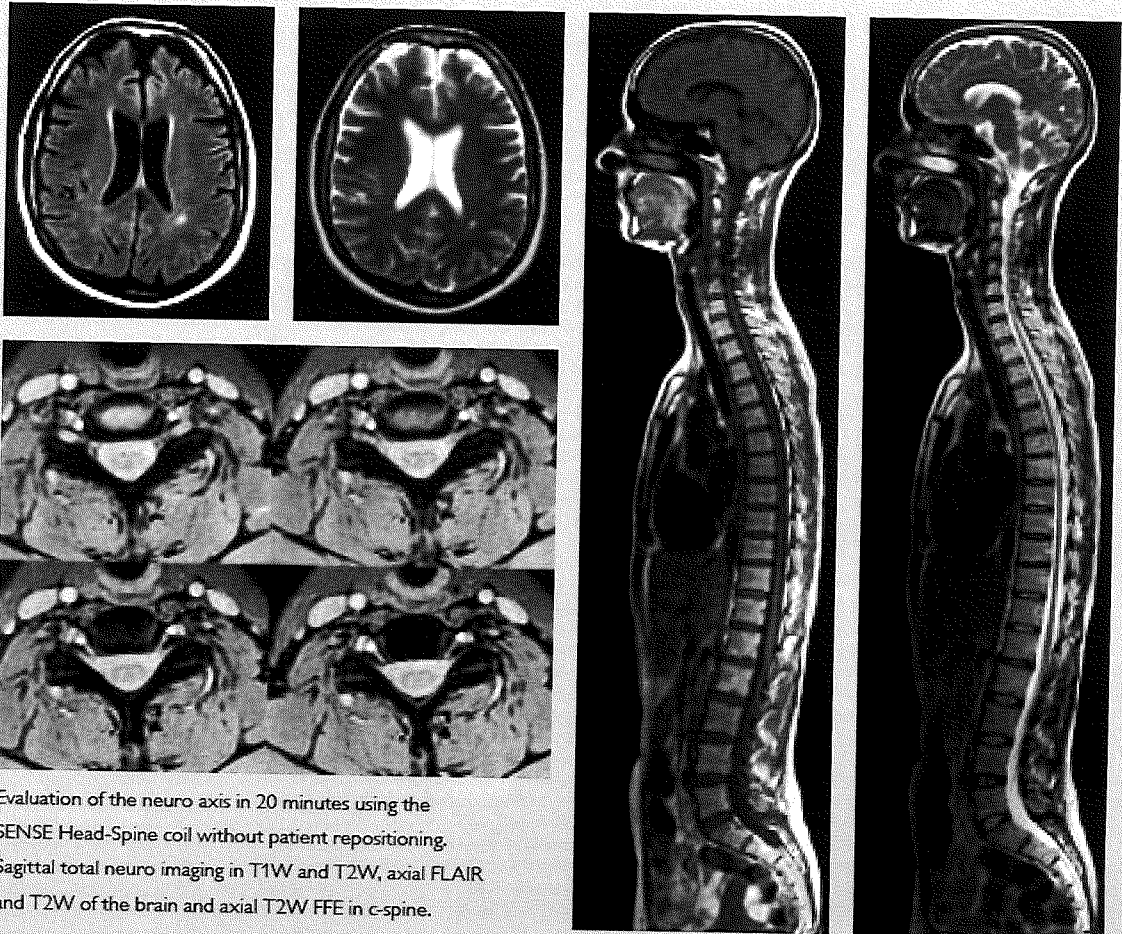 Evaluation of the neuro axis in 20 minutes using the
SENSE Head-Spine coil without patient repositioning.
Sagittal total neuro imaging in T1W and T2W, axial FLAIR
and T2W of the brain and axial T2W FFE in c-spine.